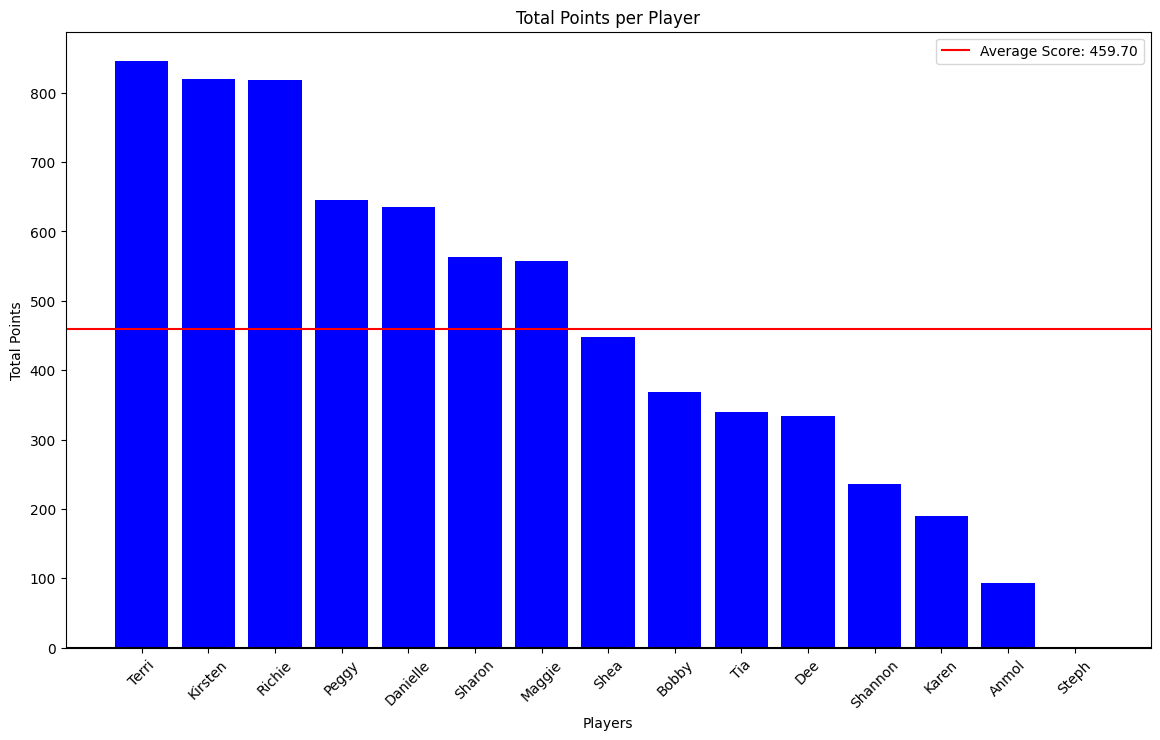 Total Points per Player
Average Score: 459.70
Total Points
800
700
600
500
400
300
200
100
0
Terri
Kirsten
Richie
Peggy
Danielle
Sharon
Maggie
Shea
Bobby
Tia
Dee
Shannon
Karen
Anmol
Steph
Players